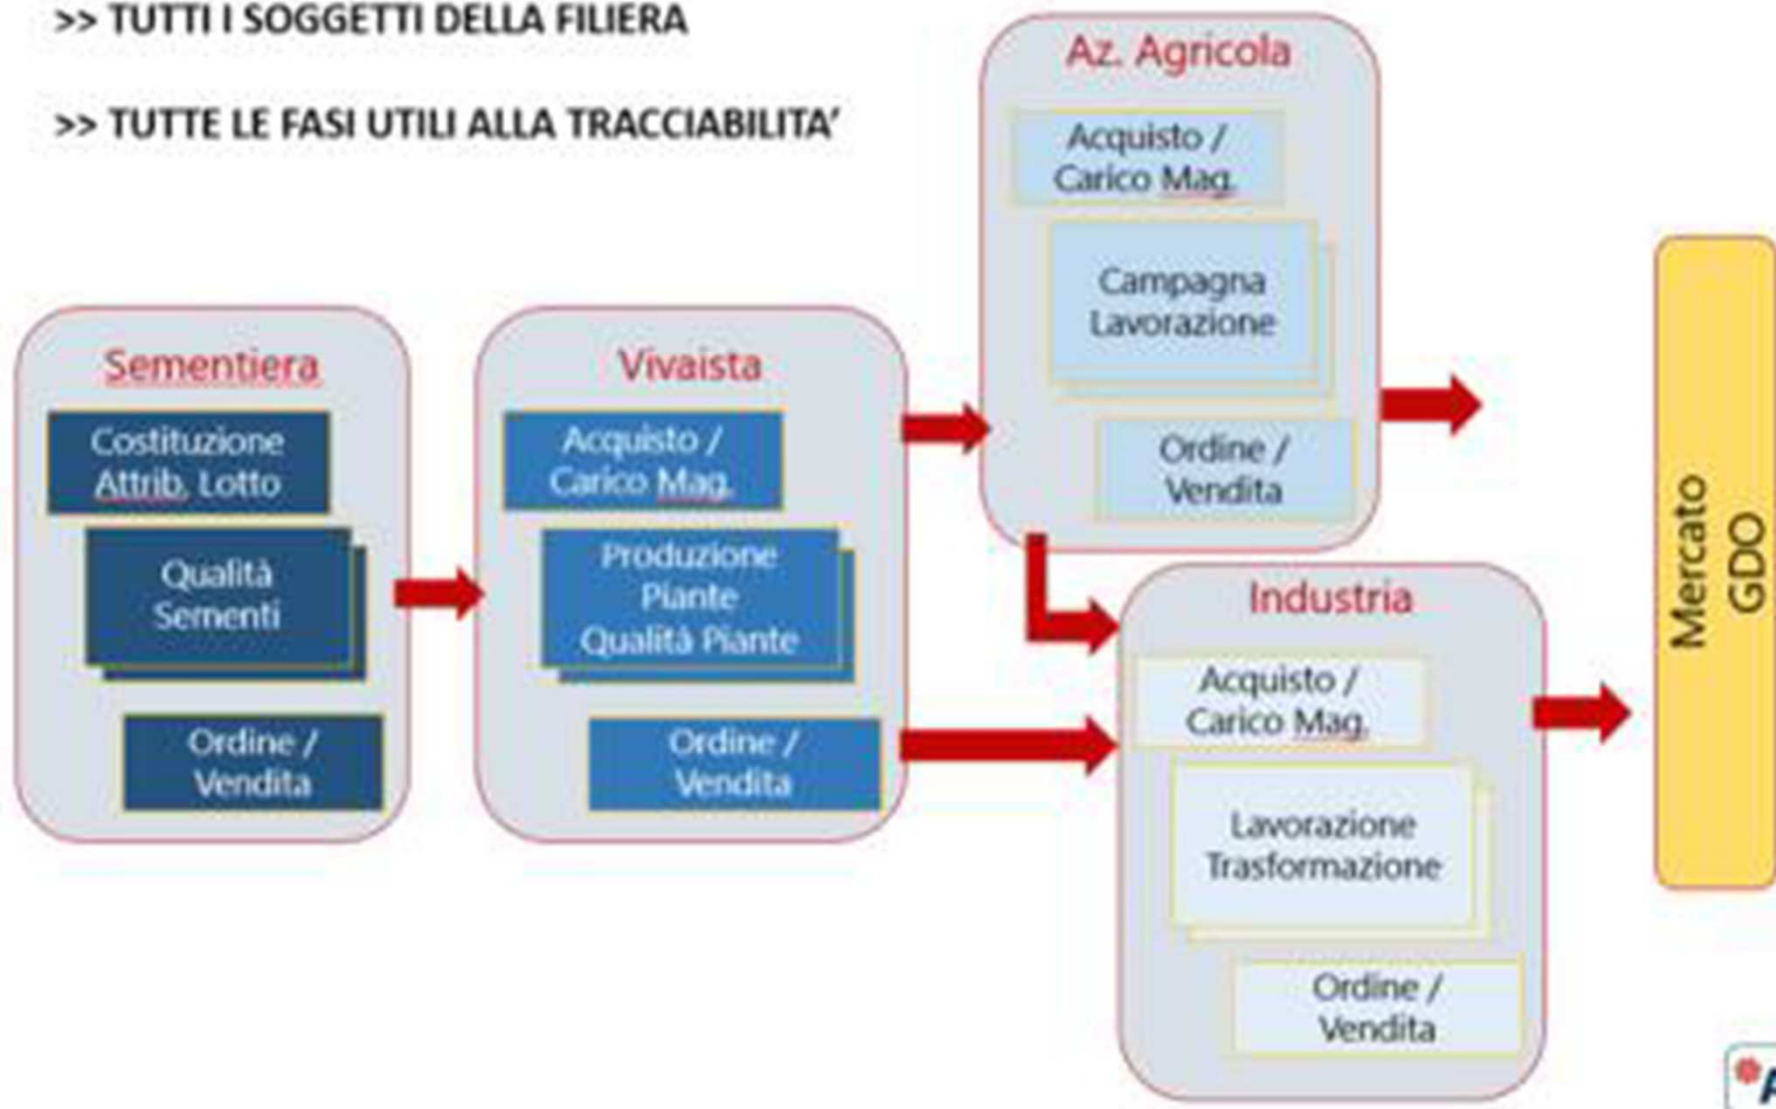 >> TUTTI I SOGGETTI DELLA FILIERA
>> TUTTE LE FASI UTILI ALLA TRACCIABILITA'
Sementiera
Costituzione
Attrib. Lotto
Qualità
Sementi
Ordine /
Vendita
Vivaista
Acquisto /
Carico Mag.
Produzione
Piante
Qualità Piante
Ordine /
Vendita
Az. Agricola
Acquisto /
Carico Mag.
Campagna
Lavorazione
Ordine /
Vendita
Industria
Acquisto /
Carico Mag.
Lavorazione
Trasformazione
Ordine /
Vendita
Mercato
GDO